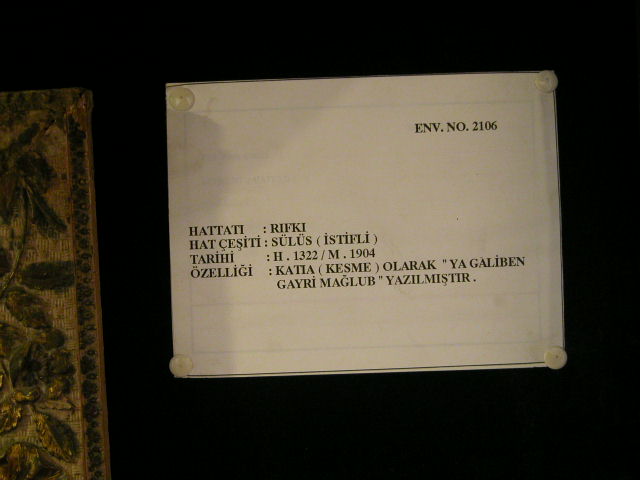 ENV. NO. 2106
HATTATI : RIFKI
HAT ÇEŞİTİ : SÜLÜS ( İSTİFLİ )
TARİHİ : H . 1322 / M . 1904
ÖZELLİĞİ : KATIA ( KESME ) OLARAK " YA GALİBEN
GAYRİ MAĞLUB " YAZILMIŞTIR .